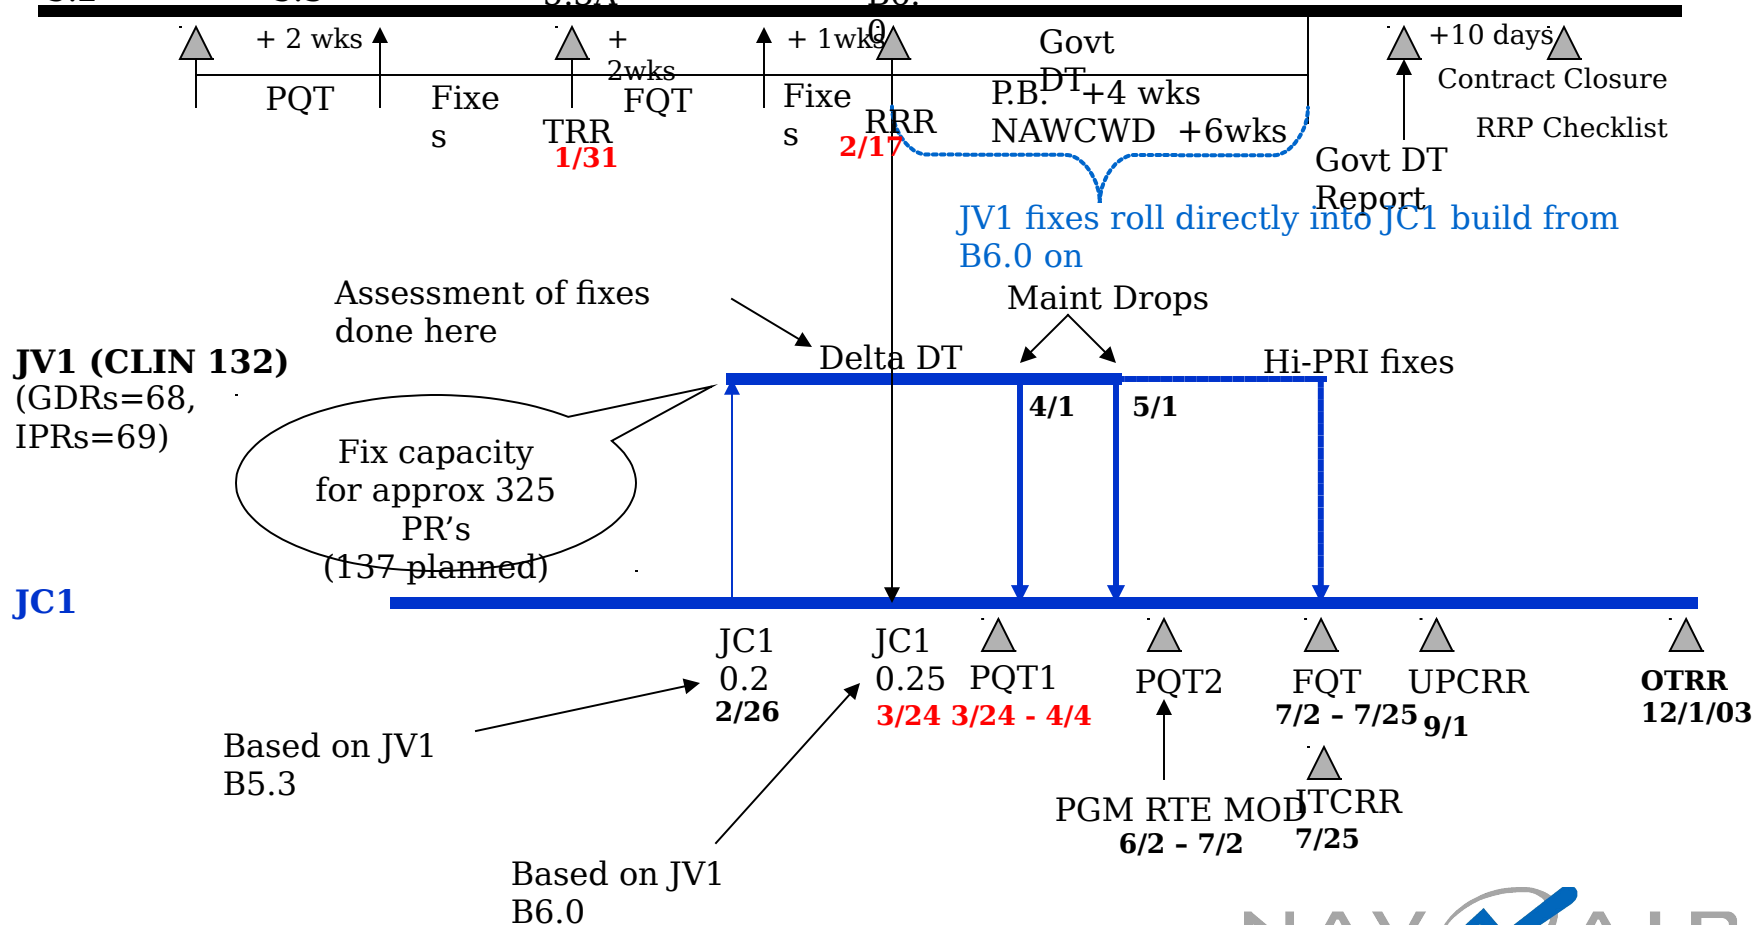 + 2 wks
+
2wks
+ 1wks
Govt
DT
+10 days
Contract Closure
RRP Checklist
PQT
Fixe
s
FQT
TRR
1/31
Fixe
s
RRR
2/17
P.B. +4 wks
NAWCWD +6wks
Govt DT
Report
JV1 fixes roll directly into JC1 build from
B6.0 on
Assessment of fixes
done here
Maint Drops
JV1 (CLIN 132)
(GDRs=68,
IPRs=69)
Delta DT
Hi-PRI fixes
4/1
5/1
Fix capacity
for approx 325
PR’s
(137 planned)
JC1
JC1
0.2
2/26
JC1
0.25
3/24
PQT1
3/24 - 4/4
PQT2
FQT
7/2 – 7/25
UPCRR
9/1
OTRR
12/1/03
Based on JV1
B5.3
PGM RTE MOD
6/2 – 7/2
ITCRR
7/25
Based on JV1
B6.0
NAV AIR